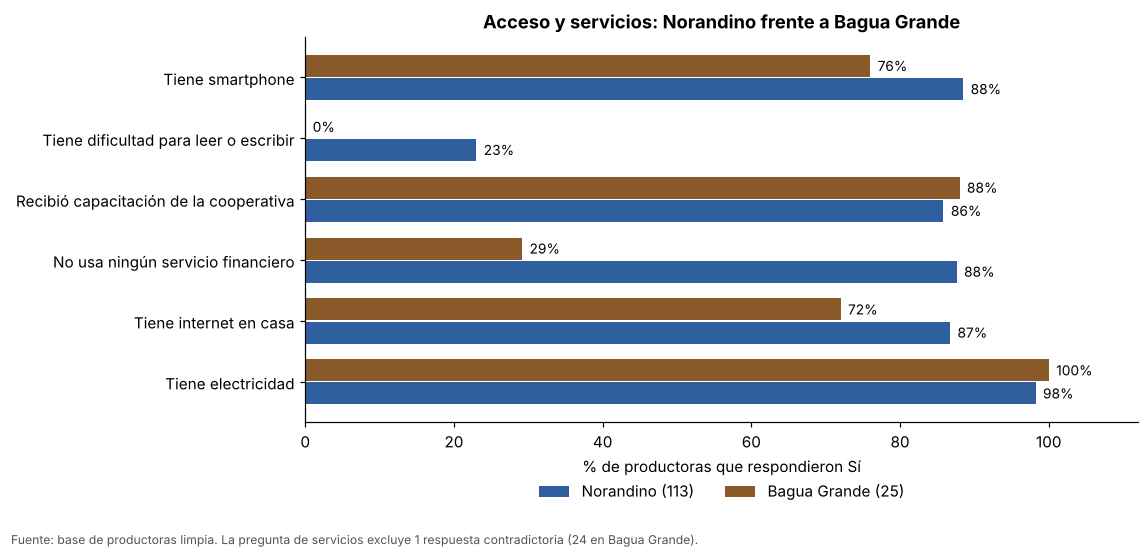 Acceso y servicios: Norandino frente a Bagua Grande
Tiene smartphone
76%
88%
Tiene dificultad para leer o escribir
0%
23%
Recibió capacitación de la cooperativa
88%
86%
No usa ningún servicio financiero
29%
88%
Tiene internet en casa
72%
87%
Tiene electricidad
100%
98%
0 20 40 60 80 100
% de productoras que respondieron Sí
Norandino (113) Bagua Grande (25)
Fuente: base de productoras limpia. La pregunta de servicios excluye 1 respuesta contradictoria (24 en Bagua Grande).